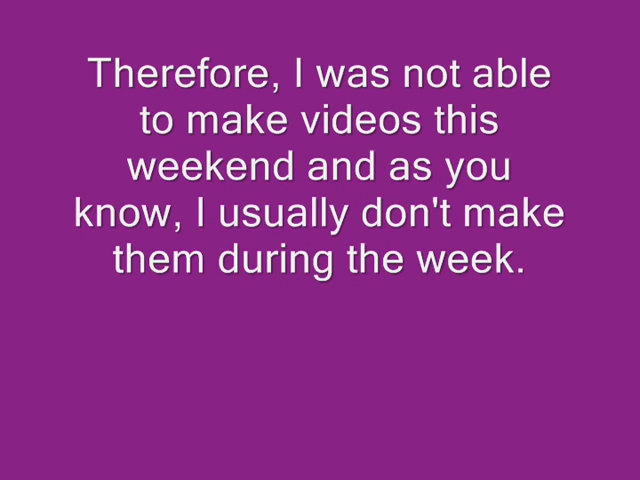 Therefore, I was not able
to make videos this
weekend and as you
know, I usually don't make
them during the week.